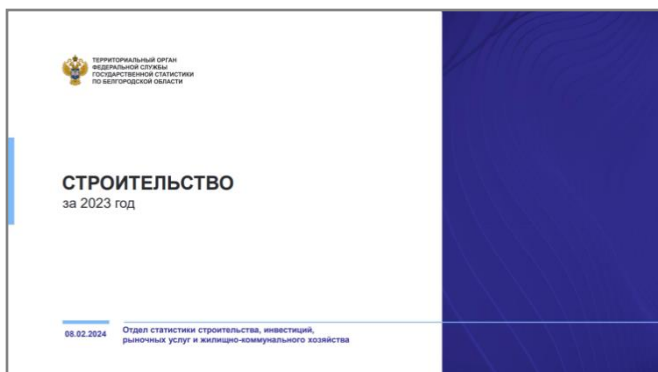 ТЕРРИТОРИАЛЬНЫЙ ОРГАН
ФЕДЕРАЛЬНОЙ СЛУЖБЫ
ГОСУДАРСТВЕННОЙ СТАТИСТИКИ
ПО БЕЛГОРОДСКОЙ ОБЛАСТИ
СТРОИТЕЛЬСТВО
за 2023 год
08.02.2024
Отдел статистики строительства, инвестиций,
рыночных услуг и жилищно-коммунального хозяйства